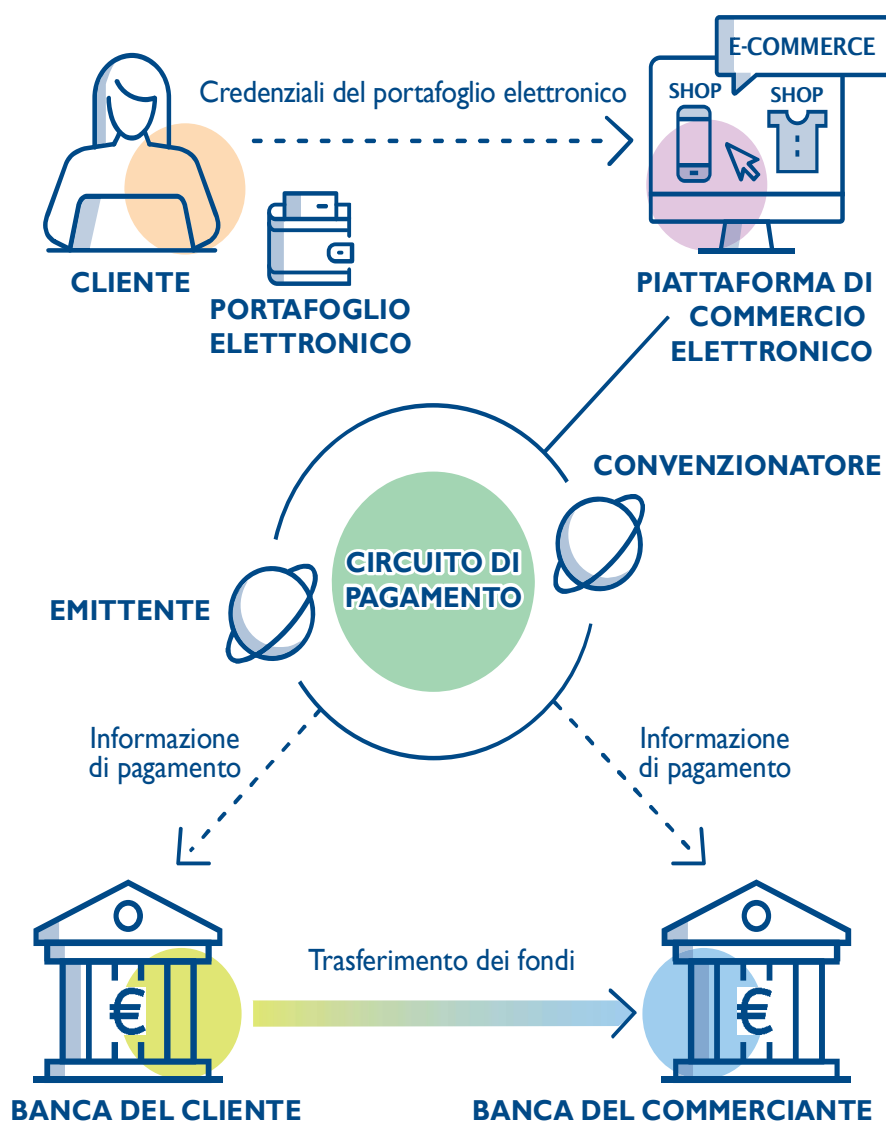 E-COMMERCE
Credenziali del portafoglio elettronico
SHOP
SHOP
CLIENTE
PORTAFOGLIO
ELETTRONICO
PIATTAFORMA DI
COMMERCIO
ELETTRONICO
CONVENZIONATORE
CIRCUITO DI
PAGAMENTO
EMITTENTE
Informazione
di pagamento
Informazione
di pagamento
Trasferimento dei fondi
€
€
BANCA DEL CLIENTE
BANCA DEL COMMERCIANTE